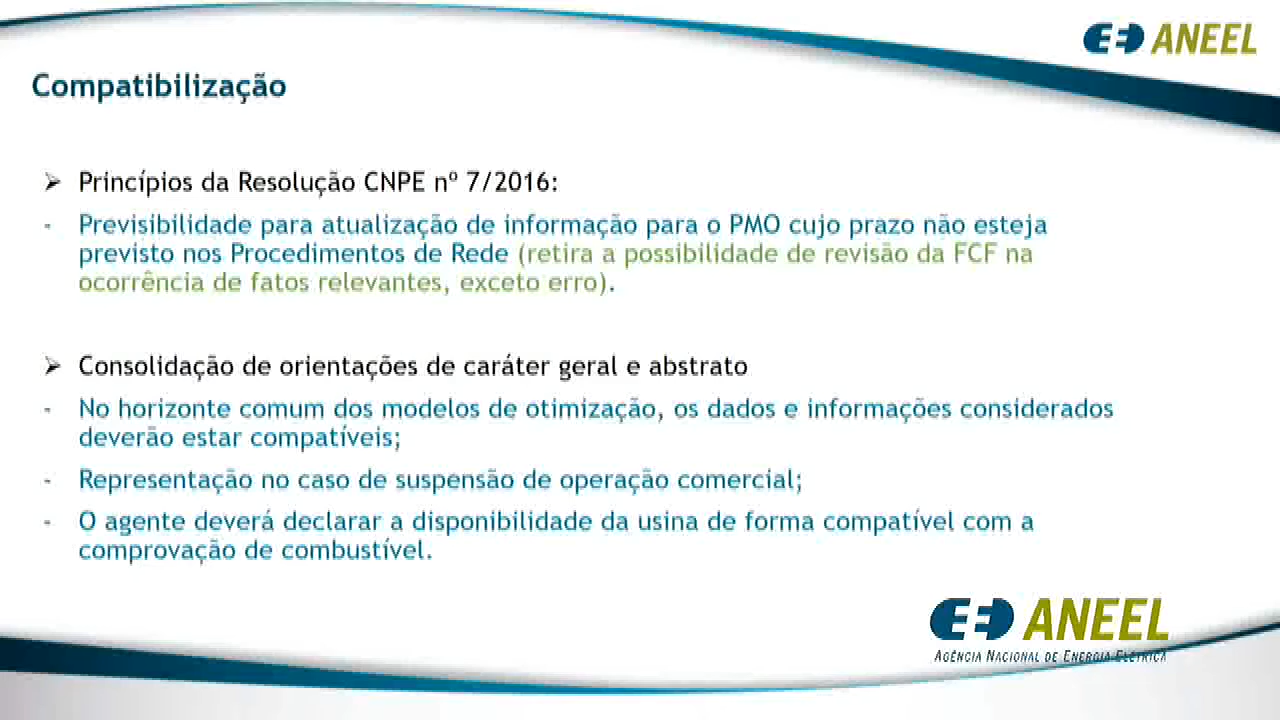 ANEEL
Compatibilização
Princípios da Resolução CNPE nº 7/2016:
- Previsibilidade para atualização de informação para o PMO cujo prazo não esteja
previsto nos Procedimentos de Rede (retira a possibilidade de revisão da FCF na
ocorrência de fatos relevantes, exceto erro).
Consolidação de orientações de caráter geral e abstrato
- No horizonte comum dos modelos de otimização, os dados e informações considerados
deverão estar compatíveis;
- Representação no caso de suspensão de operação comercial;
- O agente deverá declarar a disponibilidade da usina de forma compatível com a
comprovação de combustível.
ANEEL
AGÊNCIA NACIONAL DE ENERGIA ELÉTRICA